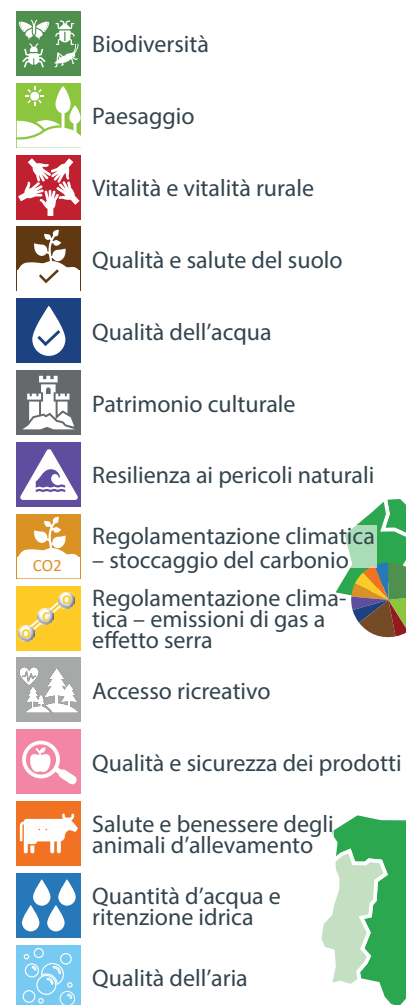 Biodiversità
Paesaggio
Vitalità e vitalità rurale
Qualità e salute del suolo
Qualità dell’acqua
Patrimonio culturale
Resilienza ai pericoli naturali
Regolamentazione climatica
– stoccaggio del carbonio
CO2
Regolamentazione clima-
tica – emissioni di gas a
effetto serra
Accesso ricreativo
Qualità e sicurezza dei prodotti
Salute e benessere degli
animali d’allevamento
Quantità d’acqua e
ritenzione idrica
Qualità dell’aria